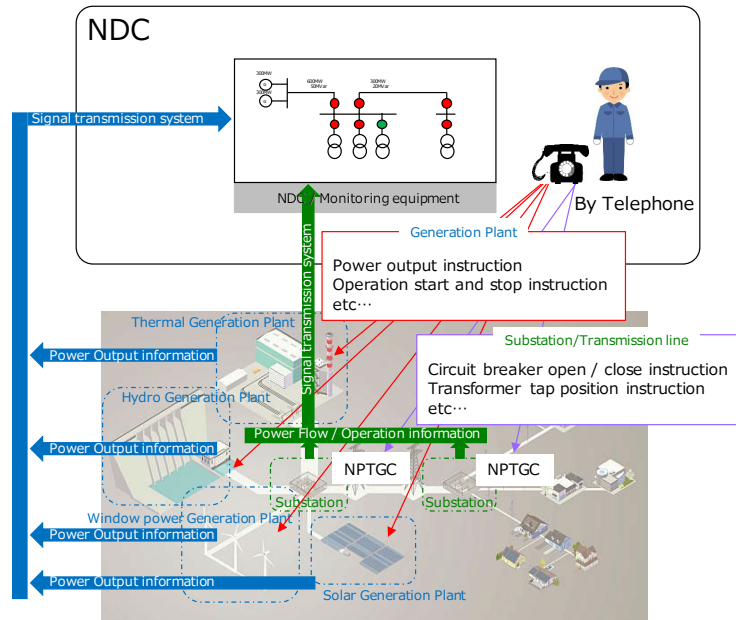 NDC
300MW
300MW
G
G
600MW
50MVar
300MW
20MVar
Signal transmission system
NDC / Monitoring equipment
By Telephone
Signal transmission system
Generation Plant
Power output instruction
Operation start and stop instruction
etc…
Thermal Generation Plant
Substation/Transmission line
Power Output information
Circuit breaker open / close instruction
Transformer tap position instruction
etc…
Hydro Generation Plant
Power Flow / Operation information
Power Output information
NPTGC
NPTGC
Substation
Substation
Window power Generation Plant
Power Output information
Power Output information
Solar Generation Plant